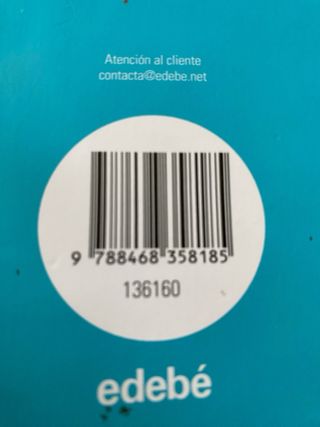 Atención al cliente
contacta@edebe.net
9 788468 358185
136160
edebé